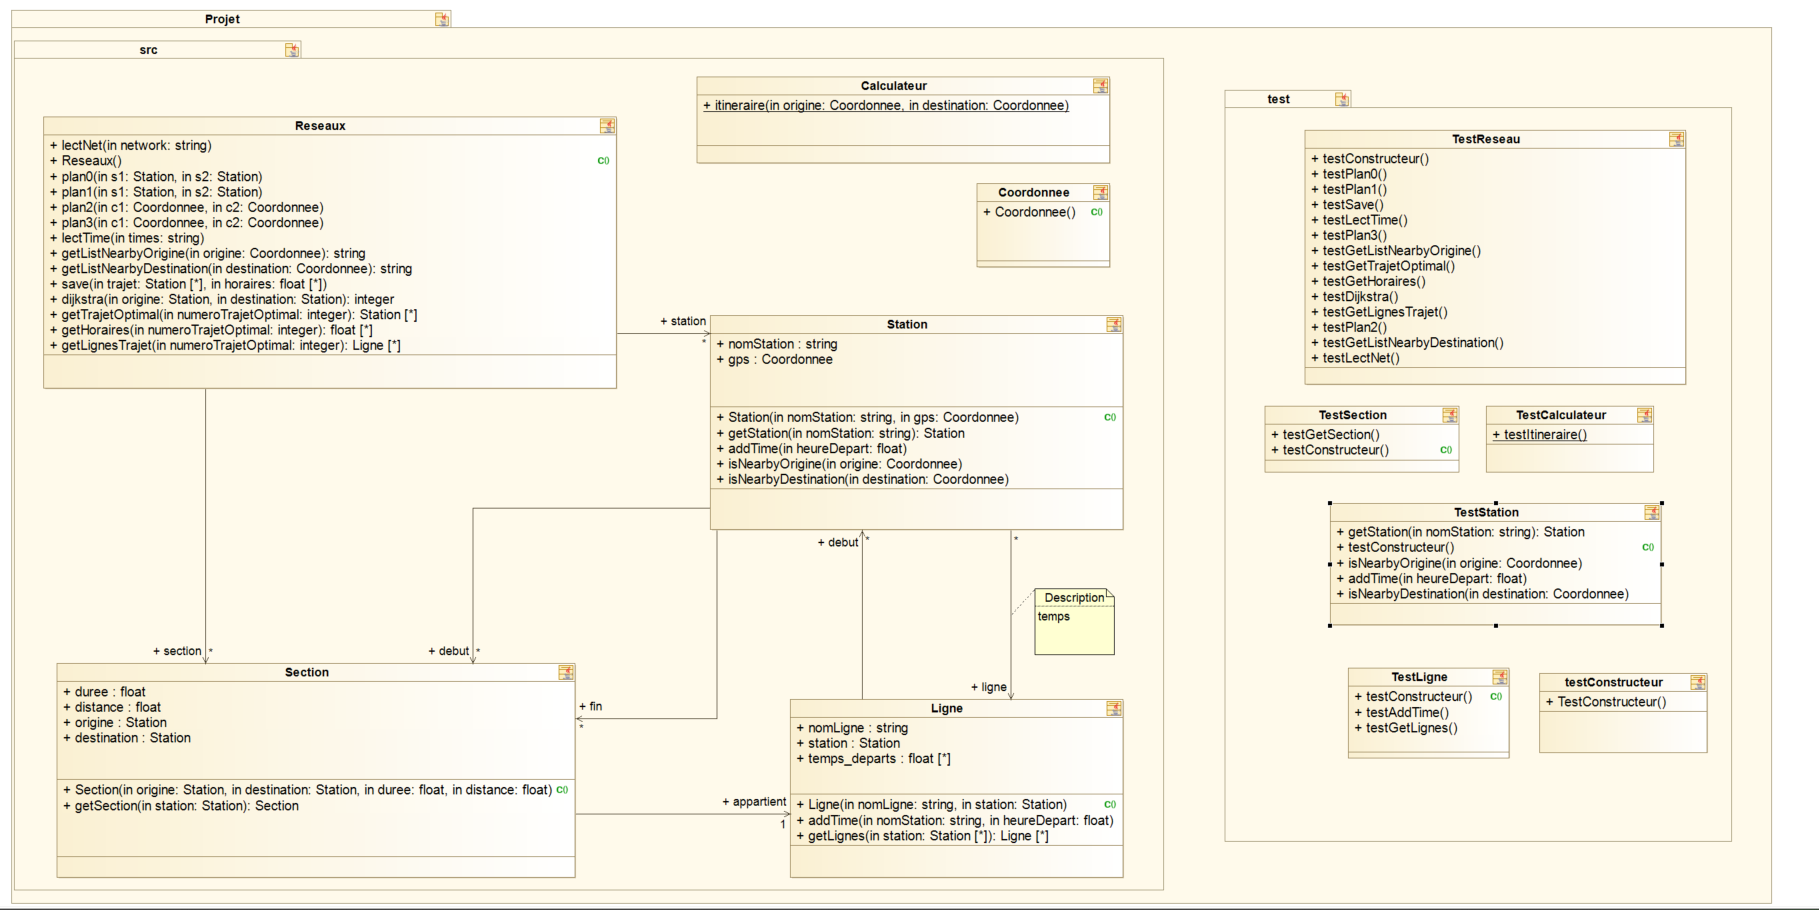 Projet
src
Calculateur
+ itineraire(in origine: Coordonnee, in destination: Coordonnee)
Reseaux
+ lectNet(in network: string)
+ Reseaux() C()
+ plan0(in s1: Station, in s2: Station)
+ plan1(in s1: Station, in s2: Station)
+ plan2(in c1: Coordonnee, in c2: Coordonnee)
+ plan3(in c1: Coordonnee, in c2: Coordonnee)
+ lectTime(in times: string)
+ getListNearbyOrigine(in origine: Coordonnee): string
+ getListNearbyDestination(in destination: Coordonnee): string
+ save(in trajet: Station [*], in horaires: float [*])
+ dijkstra(in origine: Station, in destination: Station): integer
+ getTrajetOptimal(in numeroTrajetOptimal: integer): Station [*]
+ getHoraires(in numeroTrajetOptimal: integer): float [*]
+ getLignesTrajet(in numeroTrajetOptimal: integer): Ligne [*]
Coordonnee
+ Coordonnee() C()
+ station
*
Station
+ nomStation : string
+ gps : Coordonnee
+ Station(in nomStation: string, in gps: Coordonnee) C()
+ getStation(in nomStation: string): Station
+ addTime(in heureDepart: float)
+ isNearbyOrigine(in origine: Coordonnee)
+ isNearbyDestination(in destination: Coordonnee)
+ debut *
*
Description
temps
+ section *
+ debut *
+ fin
*
+ ligne
Section
+ duree : float
+ distance : float
+ origine : Station
+ destination : Station
+ Section(in origine: Station, in destination: Station, in duree: float, in distance: float) C()
+ getSection(in station: Station): Section
+ appartient
1
Ligne
+ nomLigne : string
+ station : Station
+ temps_departs : float [*]
+ Ligne(in nomLigne: string, in station: Station) C()
+ addTime(in nomStation: string, in heureDepart: float)
+ getLignes(in station: Station [*]): Ligne [*]
test
TestReseau
+ testConstructeur()
+ testPlan0()
+ testPlan1()
+ testSave()
+ testLectTime()
+ testPlan3()
+ testGetListNearbyOrigine()
+ testGetTrajetOptimal()
+ testGetHoraires()
+ testDijkstra()
+ testGetLignesTrajet()
+ testPlan2()
+ testGetListNearbyDestination()
+ testLectNet()
TestSection
+ testGetSection()
+ testConstructeur() C()
TestCalculateur
+ testItineraire()
TestStation
+ getStation(in nomStation: string): Station
+ testConstructeur() C()
+ isNearbyOrigine(in origine: Coordonnee)
+ addTime(in heureDepart: float)
+ isNearbyDestination(in destination: Coordonnee)
TestLigne
+ testConstructeur() C()
+ testAddTime()
+ testGetLignes()
testConstructeur
+ TestConstructeur()